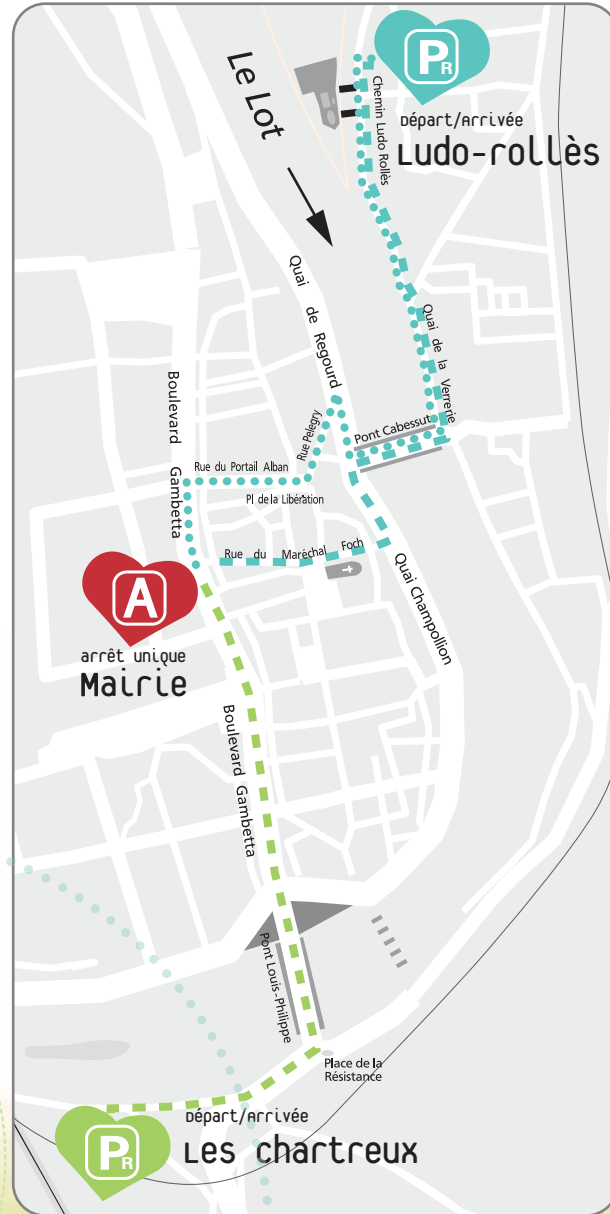 PR
Départ/Arrivée
Ludo-rollès
Le Lot
Chemin Ludo Rollès
Quai de Regourd
Quai de la Verrerie
Pont Cabessut
Boulevard Gambetta
Rue Pelegry
Rue du Portail Alban
Pl de la Libération
Rue du Maréchal Foch
Quai Champollion
A
arrêt unique
Mairie
Boulevard Gambetta
Pont Louis-Philippe
Place de la
Résistance
Départ/Arrivée
Les chartreux
PR